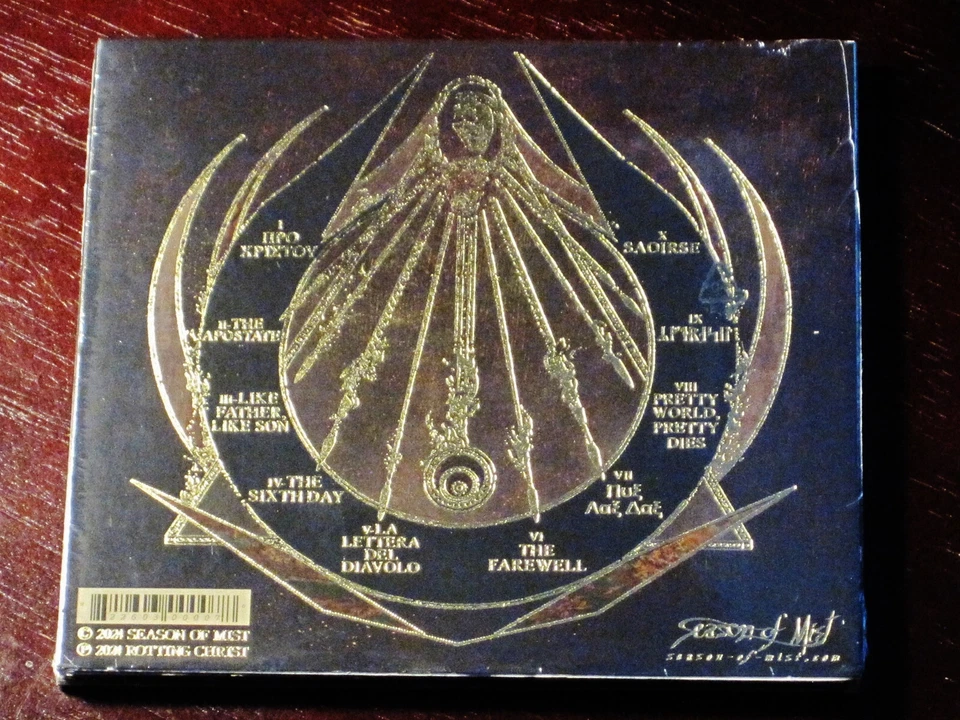 i
ΠΡΟ
ΧΡΙΣΤΟΥ
ii-THE
APOSTATE
iii-LIKE
FATHER,
LIKE SON
iv-THE
SIXTH DAY
v-LA
LETTERA
DEL
DIAVOLO
vi
THE
FAREWELL
vii
Παξ
Λαξ Δαξ
viii
PRETTY
WORLD,
PRETTY
DIES
ix
x
SAOIRSE
© 2024 SEASON OF MIST
℗ 2024 ROTTING CHRIST
Season of Mist
season-of-mist.com